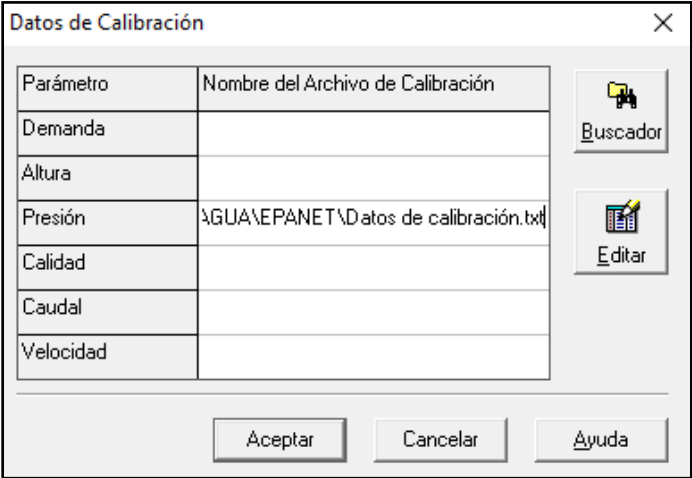 Datos de Calibración
Parámetro Nombre del Archivo de Calibración
Demanda
Altura
Presión \GUA\EPANET\Datos de calibración.txt
Calidad
Caudal
Velocidad
Buscador
Editar
Aceptar Cancelar Ayuda